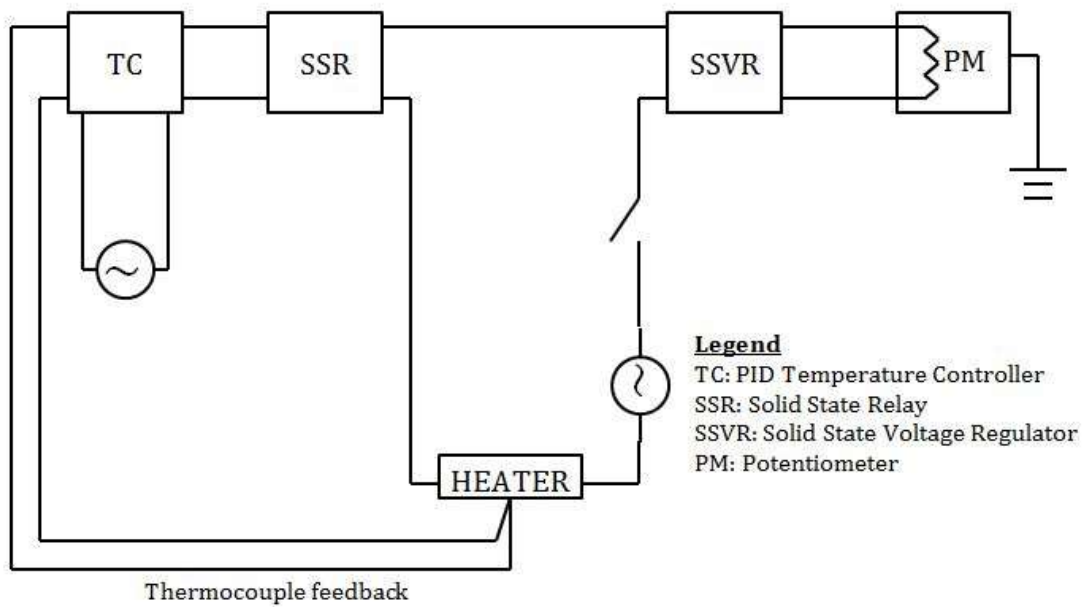 TC
SSR
SSVR
PM
Legend
TC: PID Temperature Controller
SSR: Solid State Relay
SSVR: Solid State Voltage Regulator
PM: Potentiometer
HEATER
Thermocouple feedback